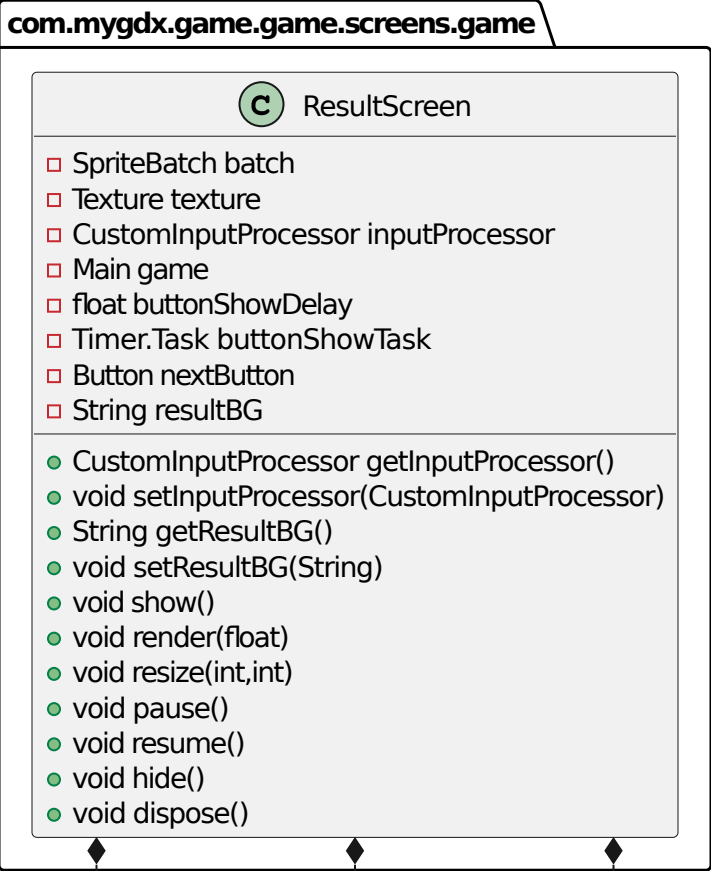 com.mygdx.game.game.screens.game
C ResultScreen
SpriteBatch batch
Texture texture
CustomInputProcessor inputProcessor
Main game
float buttonShowDelay
Timer.Task buttonShowTask
Button nextButton
String resultBG
CustomInputProcessor getInputProcessor()
void setInputProcessor(CustomInputProcessor)
String getResultBG()
void setResultBG(String)
void show()
void render(float)
void resize(int,int)
void pause()
void resume()
void hide()
void dispose()